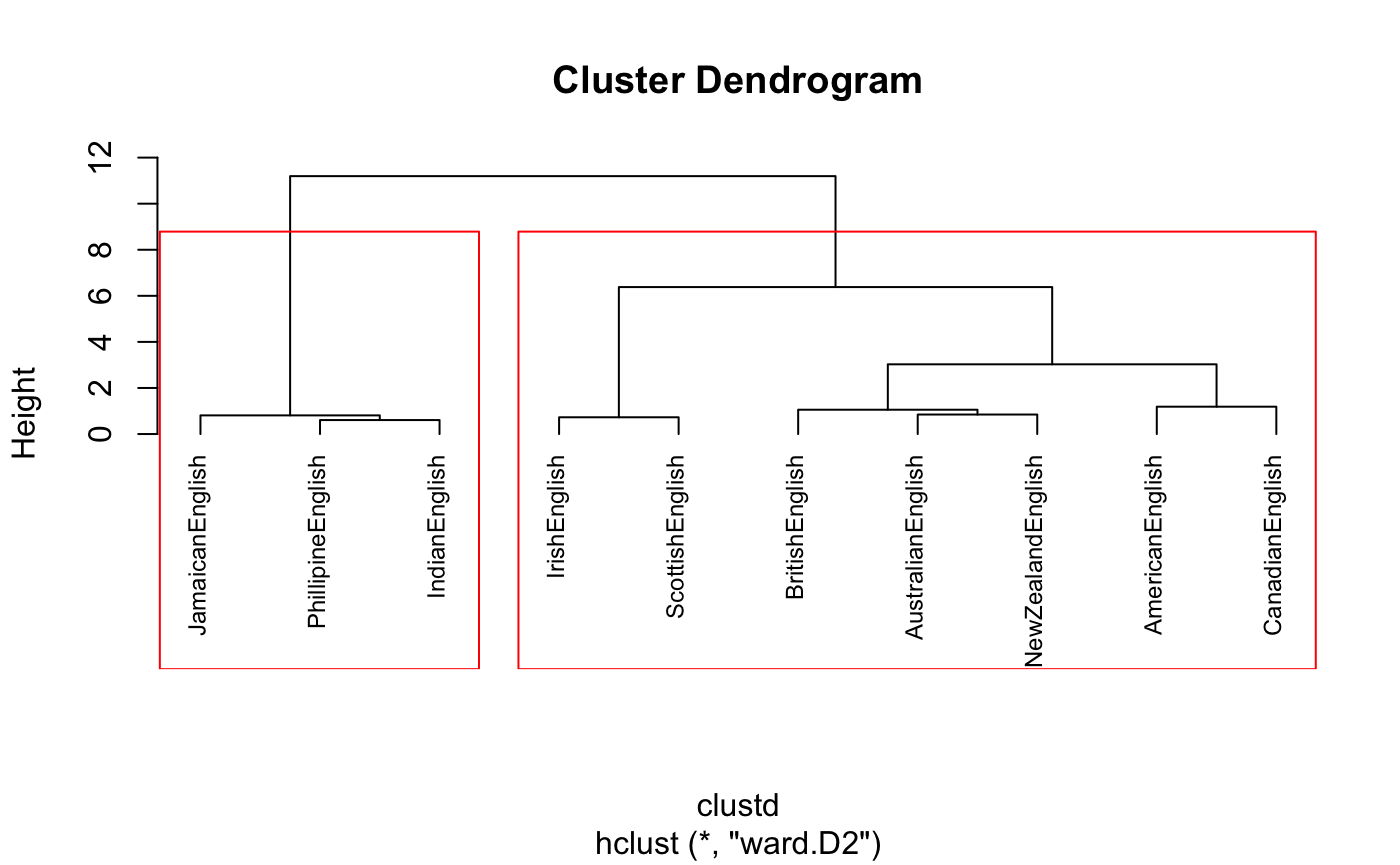 Cluster Dendrogram
Height
12
8
6
4
2
0
JamaicanEnglish
PhillipineEnglish
IndianEnglish
IrishEnglish
ScottishEnglish
BritishEnglish
AustralianEnglish
NewZealandEnglish
AmericanEnglish
CanadianEnglish
clustd
hclust (*, "ward.D2")